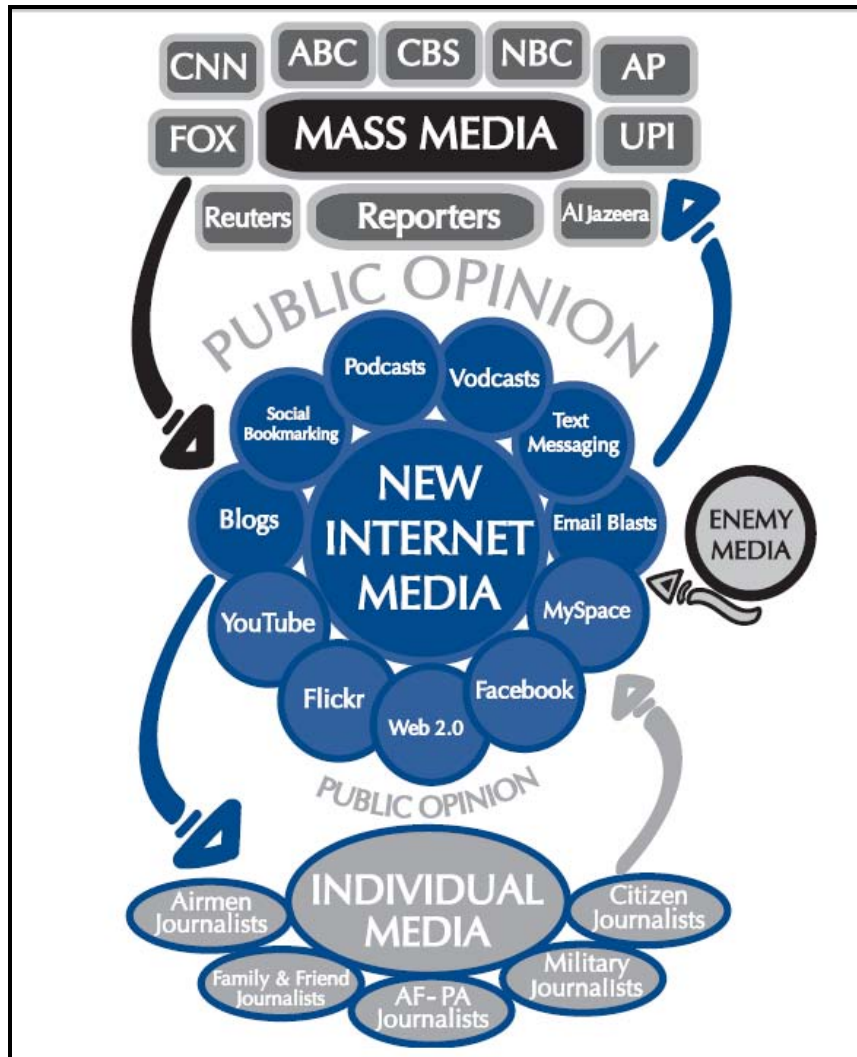 CNN
ABC
CBS
NBC
AP
FOX
MASS MEDIA
UPI
Reuters
Reporters
Al Jazeera
PUBLIC OPINION
Podcasts
Vodcasts
Social
Bookmarking
Text
Messaging
Blogs
NEW
INTERNET
MEDIA
Email Blasts
ENEMY
MEDIA
YouTube
MySpace
Flickr
Web 2.0
Facebook
PUBLIC OPINION
INDIVIDUAL
MEDIA
Airmen
Journalists
Citizen
Journalists
Family & Friend
Journalists
AF-PA
Journalists
Military
Journalists